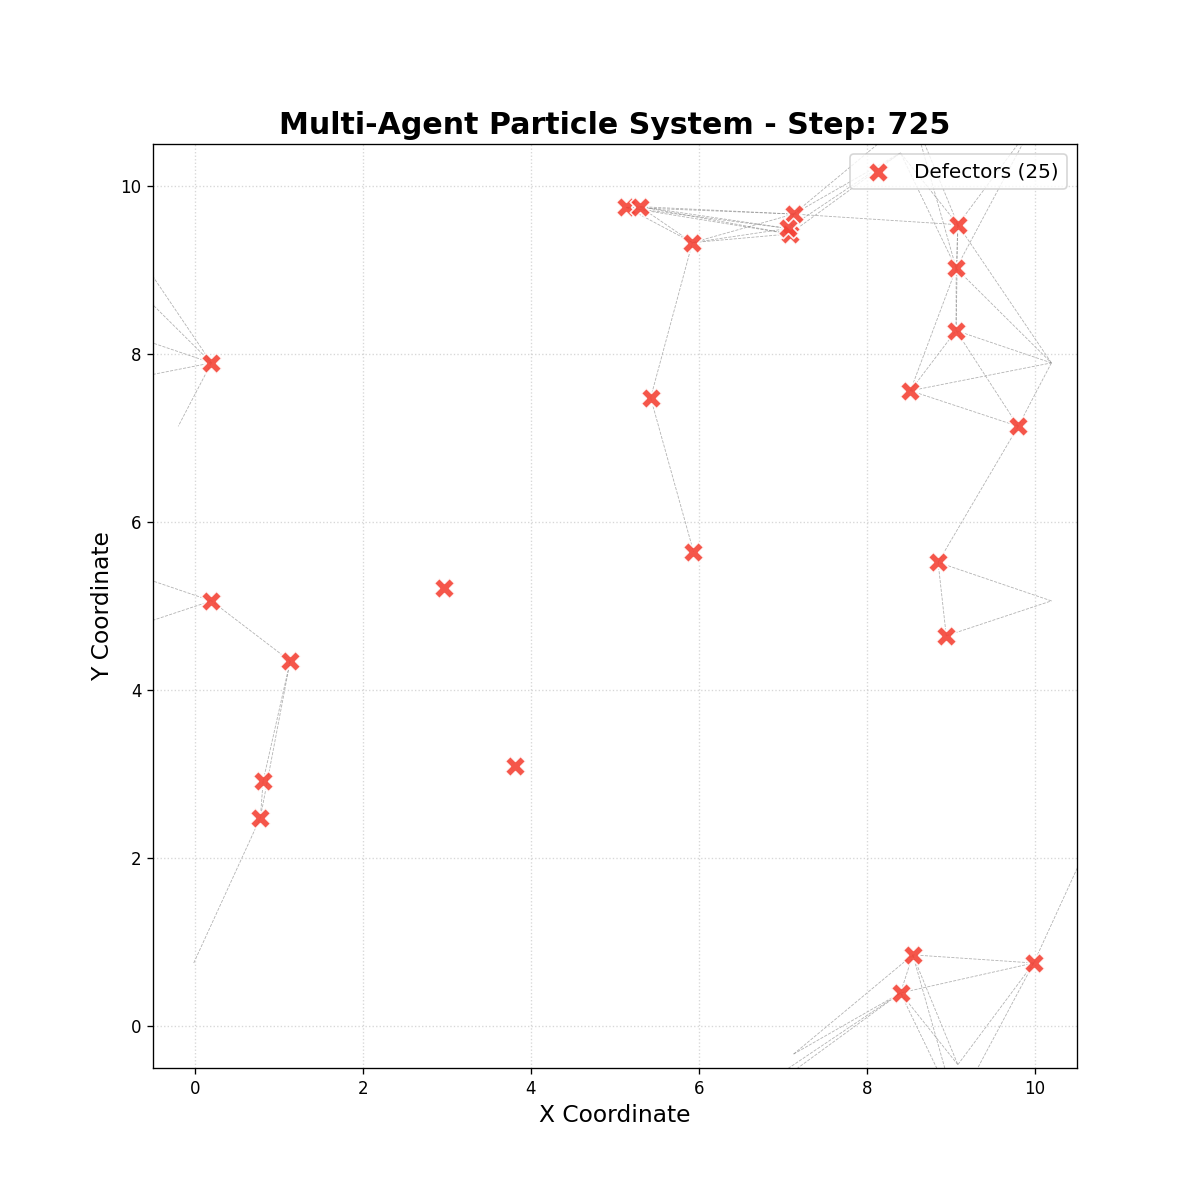 Multi-Agent Particle System - Step: 725
Defectors (25)
10
8
6
4
2
0
Y Coordinate
0 2 4 6 8 10
X Coordinate